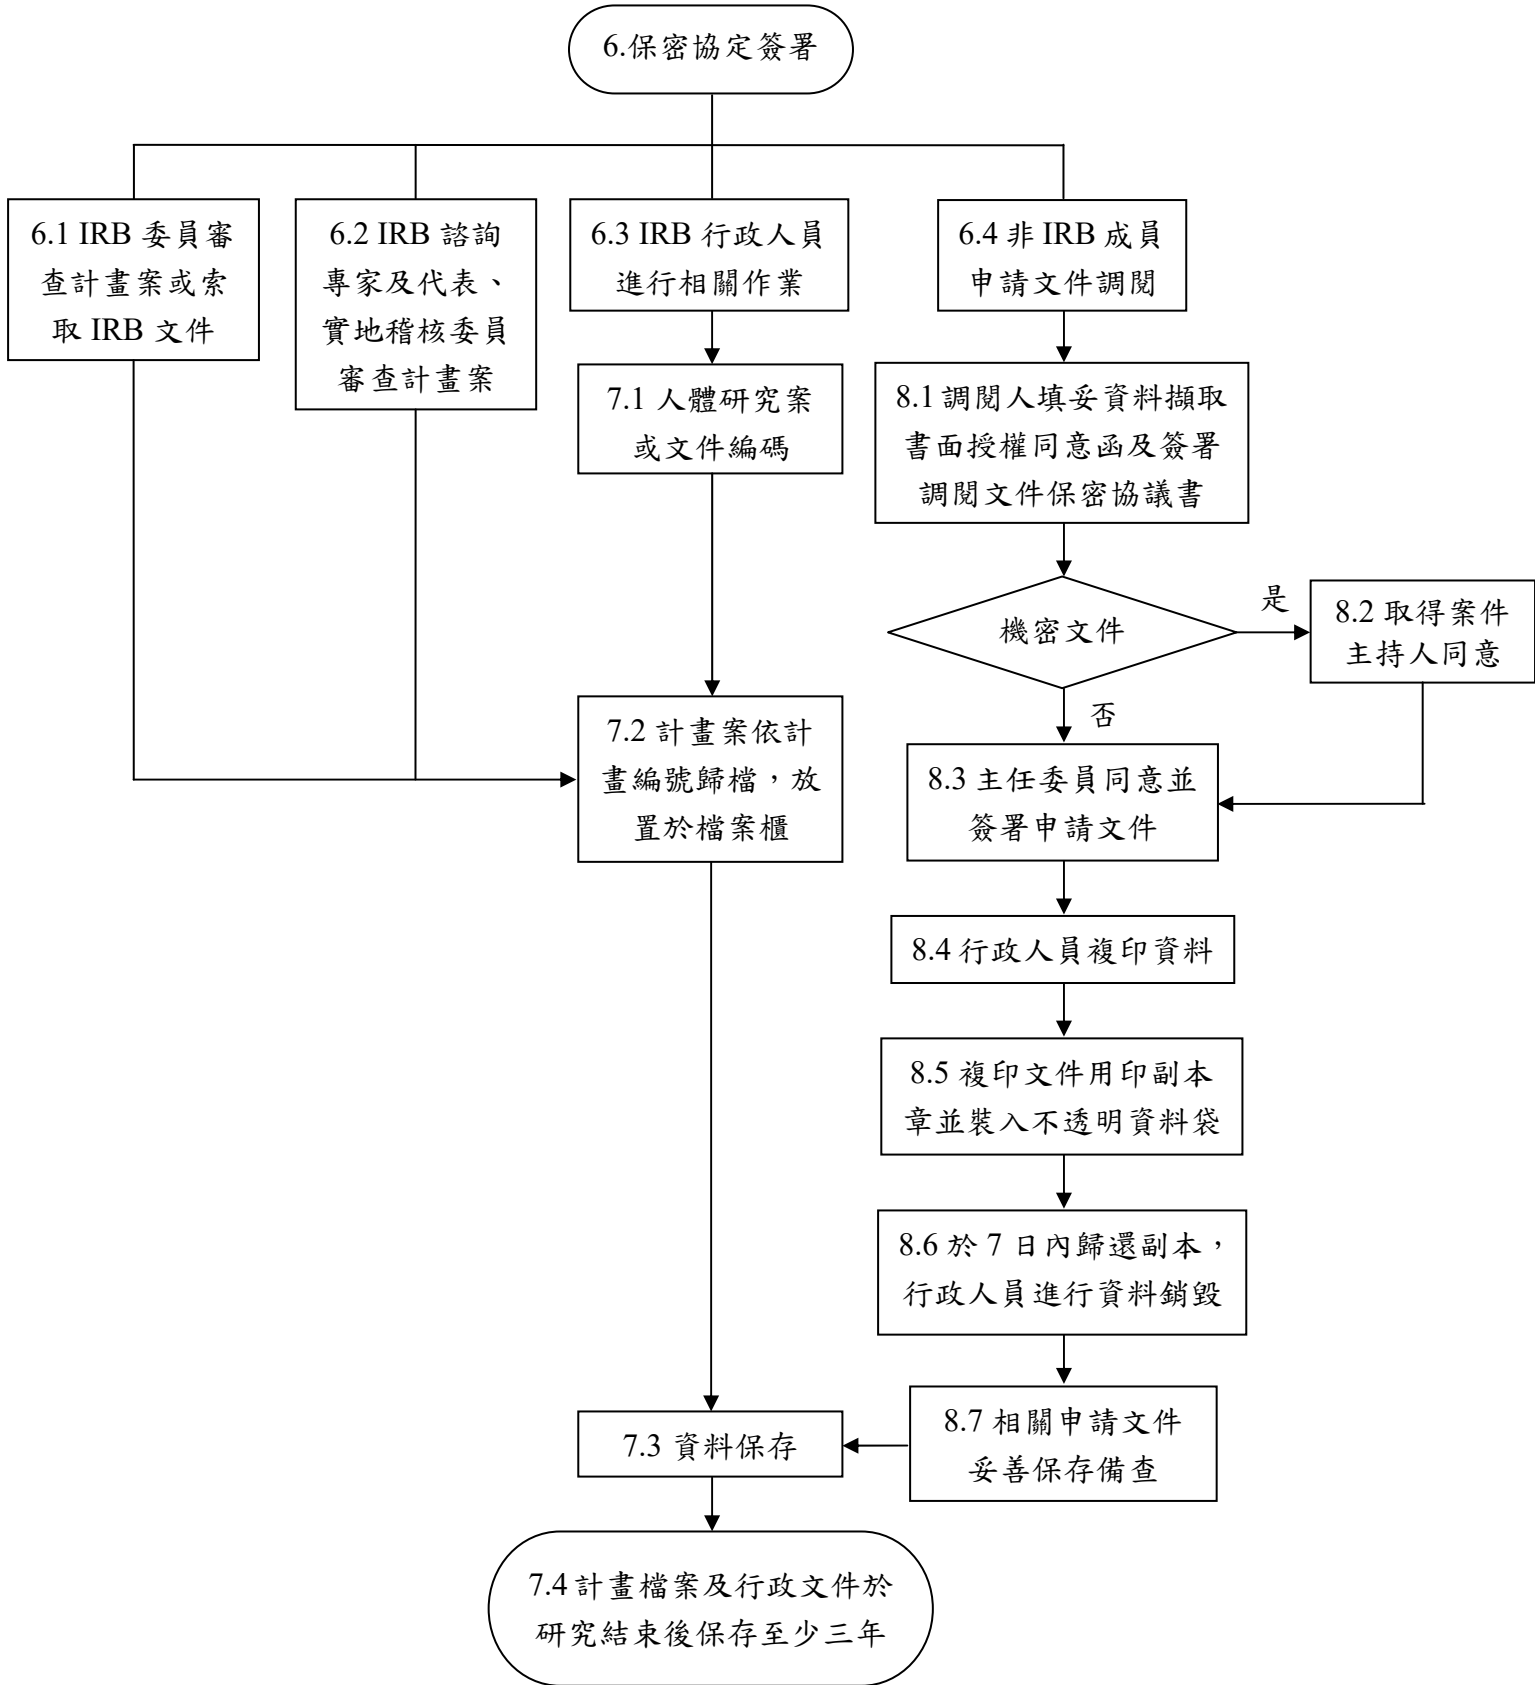 6.保密協定簽署
6.1 IRB 委員審
查計畫案或索
取 IRB 文件
6.2 IRB 諮詢
專家及代表、
實地稽核委員
審查計畫案
6.3 IRB 行政人員
進行相關作業
6.4 非 IRB 成員
申請文件調閱
7.1 人體研究案
或文件編碼
8.1 調閱人填妥資料擷取
書面授權同意函及簽署
調閱文件保密協議書
機密文件
是
8.2 取得案件
主持人同意
否
7.2 計畫案依計
畫編號歸檔，放
置於檔案櫃
8.3 主任委員同意並
簽署申請文件
8.4 行政人員複印資料
8.5 複印文件用印副本
章並裝入不透明資料袋
8.6 於 7 日內歸還副本，
行政人員進行資料銷毀
8.7 相關申請文件
妥善保存備查
7.3 資料保存
7.4 計畫檔案及行政文件於
研究結束後保存至少三年